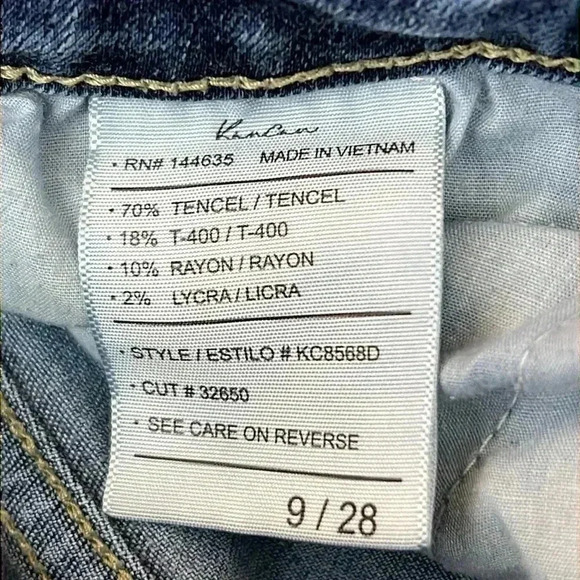 KanCan
• RN# 144635 MADE IN VIETNAM
• 70% TENCEL / TENCEL
• 18% T-400 / T-400
• 10% RAYON / RAYON
• 2% LYCRA / LICRA
• STYLE / ESTILO # KC8568D
• CUT # 32650
• SEE CARE ON REVERSE
9 / 28